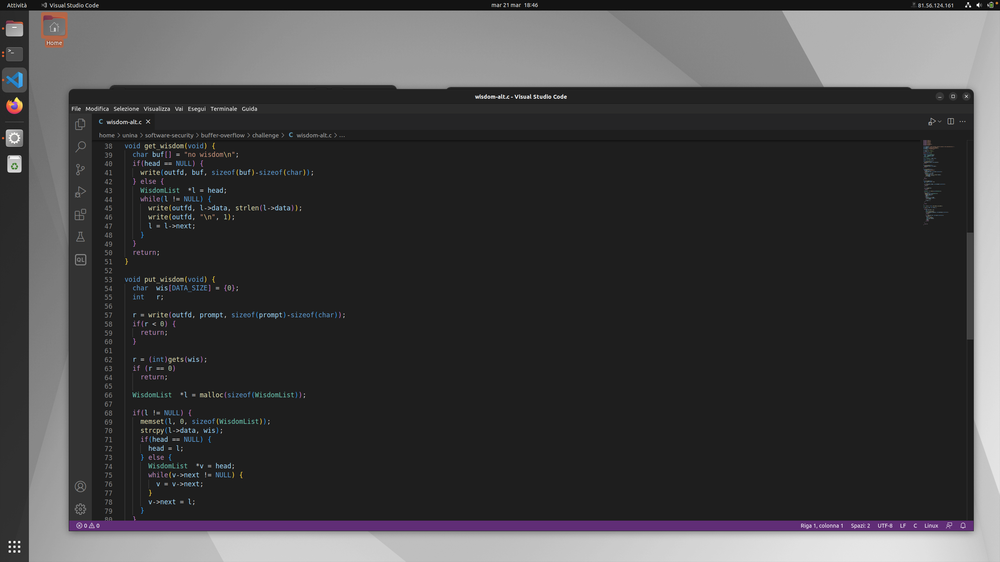 Attività Visual Studio Code mar 21 mar 18:46 81.56.124.161
Home
>_
wisdom-alt.c - Visual Studio Code
File Modifica Selezione Visualizza Vai Esegui Terminale Guida
C wisdom-alt.c
home > unina > software-security > buffer-overflow > challenge > C wisdom-alt.c > ...
38 void get_wisdom(void) {
39   char buf[] = "no wisdom\n";
40   if(head == NULL) {
41     write(outfd, buf, sizeof(buf)-sizeof(char));
42   } else {
43     WisdomList  *l = head;
44     while(l != NULL) {
45       write(outfd, l->data, strlen(l->data));
46       write(outfd, "\n", 1);
47       l = l->next;
48     }
49   }
50   return;
51 }
52
53 void put_wisdom(void) {
54   char  wis[DATA_SIZE] = {0};
55   int   r;
56
57   r = write(outfd, prompt, sizeof(prompt)-sizeof(char));
58   if(r < 0) {
59     return;
60   }
61
62   r = (int)gets(wis);
63   if (r == 0)
64     return;
65
66   WisdomList  *l = malloc(sizeof(WisdomList));
67
68   if(l != NULL) {
69     memset(l, 0, sizeof(WisdomList));
70     strcpy(l->data, wis);
71     if(head == NULL) {
72       head = l;
73     } else {
74       WisdomList  *v = head;
75       while(v->next != NULL) {
76         v = v->next;
77       }
78       v->next = l;
79     }
80   }
QL
0 0 Riga 1, colonna 1 Spazi: 2 UTF-8 LF C Linux